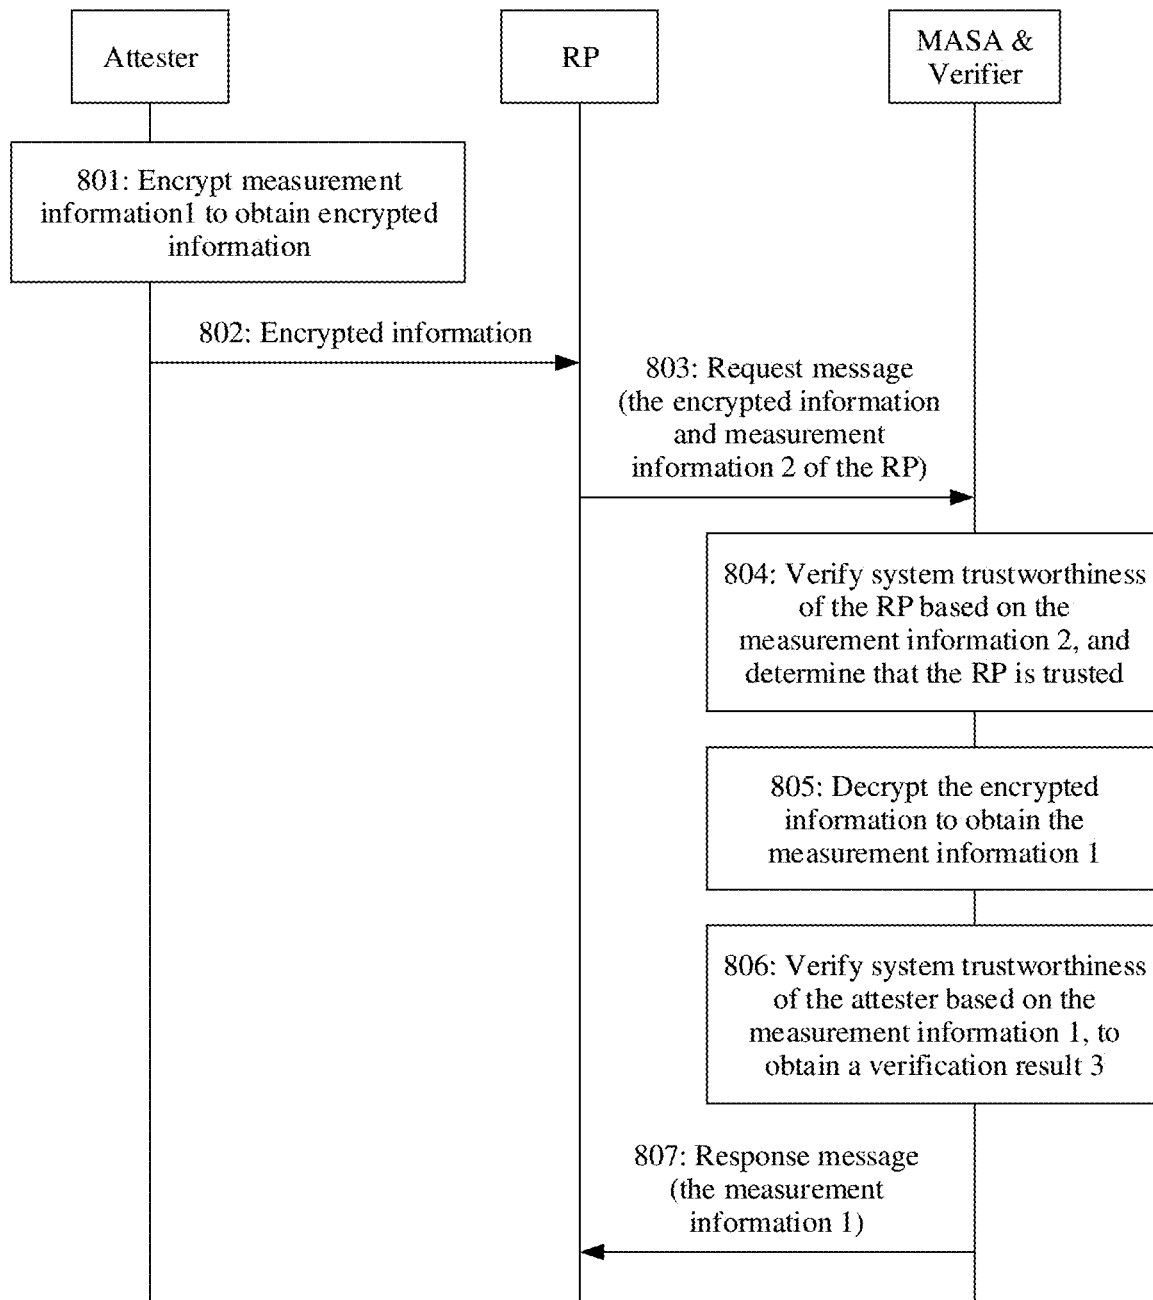 Attester
RP
MASA &
Verifier
801: Encrypt measurement
information1 to obtain encrypted
information
802: Encrypted information
803: Request message
(the encrypted information
and measurement
information 2 of the RP)
804: Verify system trustworthiness
of the RP based on the
measurement information 2, and
determine that the RP is trusted
805: Decrypt the encrypted
information to obtain the
measurement information 1
806: Verify system trustworthiness
of the attester based on the
measurement information 1, to
obtain a verification result 3
807: Response message
(the measurement
information 1)